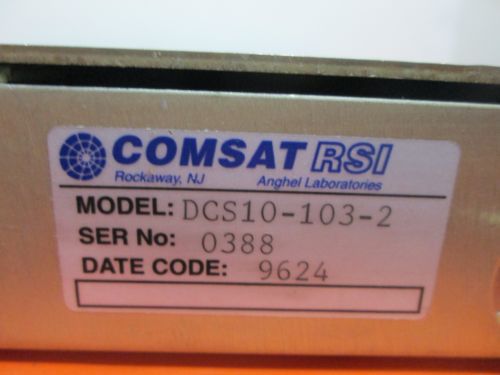 COMSAT RSI
Rockaway, NJ Anghel Laboratories
MODEL: DCS10-103-2
SER No: 0388
DATE CODE: 9624